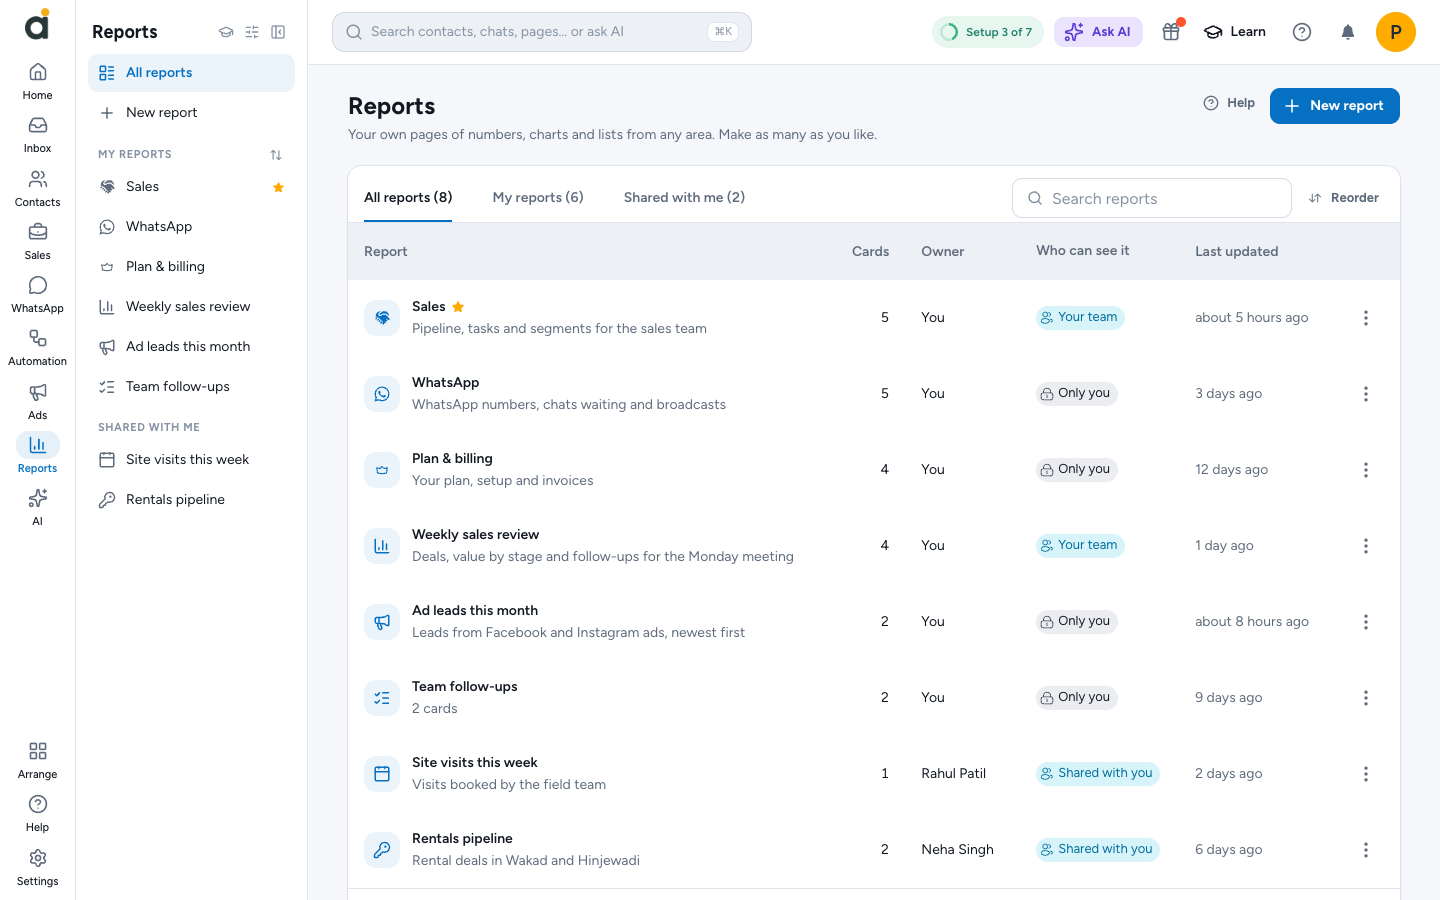 Home
Inbox
Contacts
Sales
WhatsApp
Automation
Ads
Reports
AI
Arrange
Help
Settings
Reports
All reports
New report
MY REPORTS
Sales
WhatsApp
Plan & billing
Weekly sales review
Ad leads this month
Team follow-ups
SHARED WITH ME
Site visits this week
Rentals pipeline
Search contacts, chats, pages... or ask AI ⌘K
Setup 3 of 7
Ask AI
Learn
P
Reports
Your own pages of numbers, charts and lists from any area. Make as many as you like.
Help
New report
All reports (8) My reports (6) Shared with me (2)
Search reports
Reorder
Report Cards Owner Who can see it Last updated
Sales
Pipeline, tasks and segments for the sales team
5 You Your team about 5 hours ago
WhatsApp
WhatsApp numbers, chats waiting and broadcasts
5 You Only you 3 days ago
Plan & billing
Your plan, setup and invoices
4 You Only you 12 days ago
Weekly sales review
Deals, value by stage and follow-ups for the Monday meeting
4 You Your team 1 day ago
Ad leads this month
Leads from Facebook and Instagram ads, newest first
2 You Only you about 8 hours ago
Team follow-ups
2 cards
2 You Only you 9 days ago
Site visits this week
Visits booked by the field team
1 Rahul Patil Shared with you 2 days ago
Rentals pipeline
Rental deals in Wakad and Hinjewadi
2 Neha Singh Shared with you 6 days ago